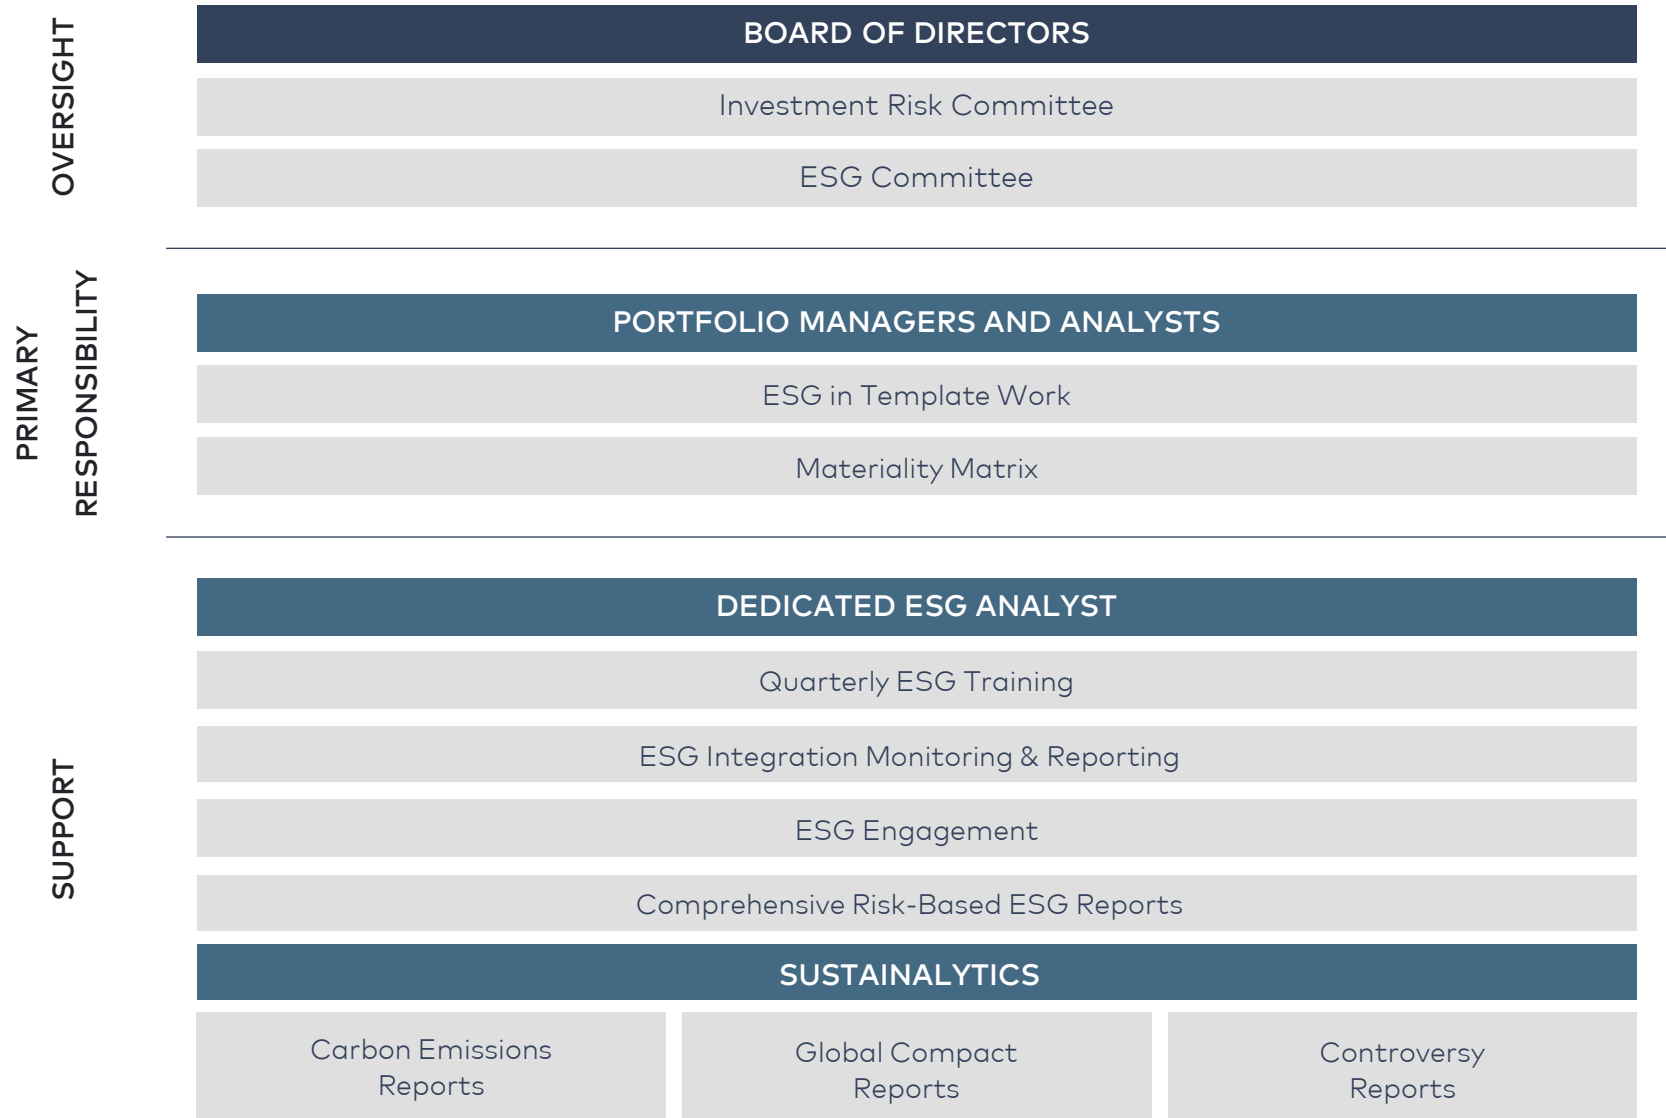 OVERSIGHT
BOARD OF DIRECTORS
Investment Risk Committee
ESG Committee
PRIMARY
RESPONSIBILITY
PORTFOLIO MANAGERS AND ANALYSTS
ESG in Template Work
Materiality Matrix
SUPPORT
DEDICATED ESG ANALYST
Quarterly ESG Training
ESG Integration Monitoring & Reporting
ESG Engagement
Comprehensive Risk-Based ESG Reports
SUSTAINALYTICS
Carbon Emissions
Reports
Global Compact
Reports
Controversy
Reports